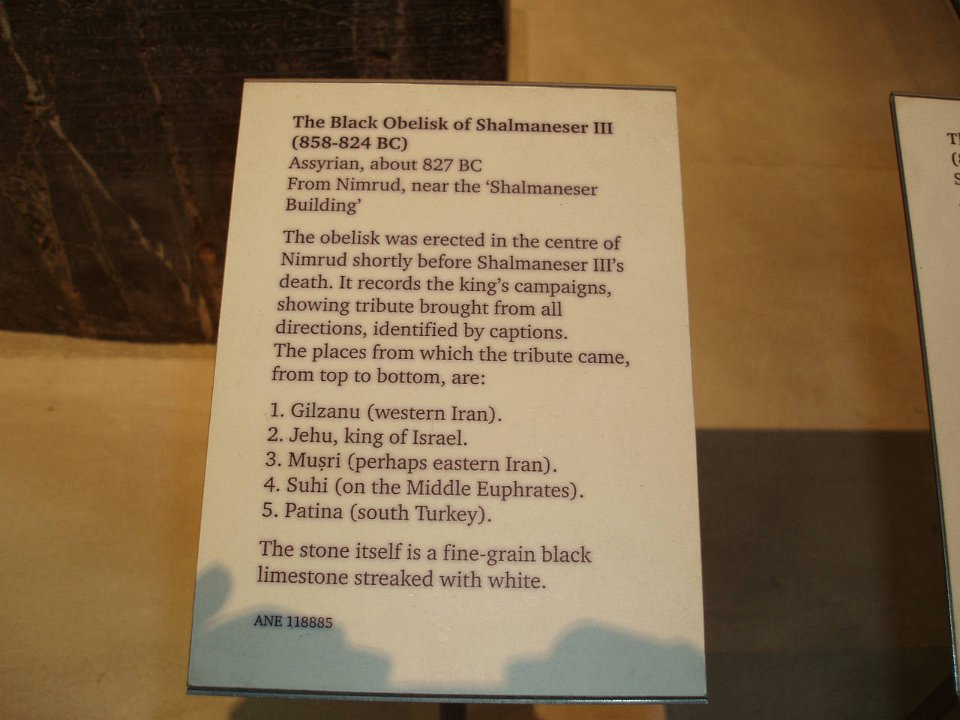 The Black Obelisk of Shalmaneser III
(858-824 BC)
Assyrian, about 827 BC
From Nimrud, near the ‘Shalmaneser
Building’
The obelisk was erected in the centre of
Nimrud shortly before Shalmaneser III’s
death. It records the king’s campaigns,
showing tribute brought from all
directions, identified by captions.
The places from which the tribute came,
from top to bottom, are:
1. Gilzanu (western Iran).
2. Jehu, king of Israel.
3. Muṣri (perhaps eastern Iran).
4. Suhi (on the Middle Euphrates).
5. Patina (south Turkey).
The stone itself is a fine-grain black
limestone streaked with white.
ANE 118885